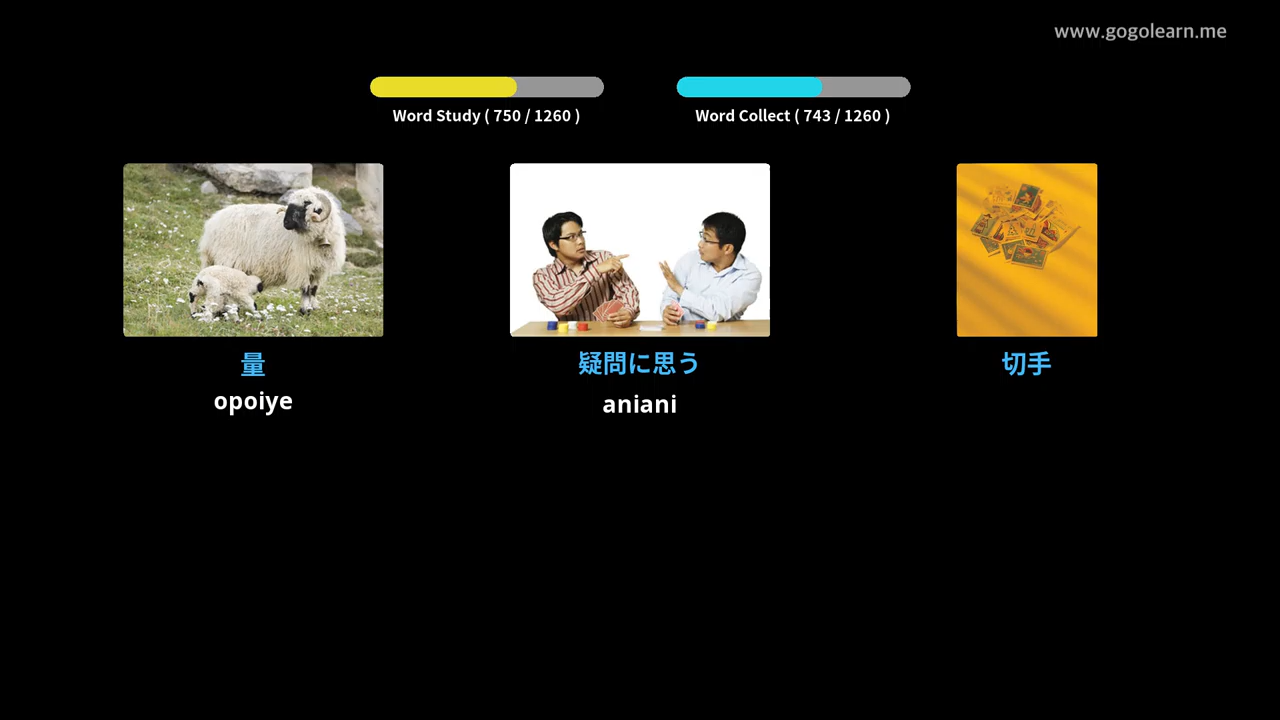 www.gogolearn.me
Word Study ( 750 / 1260 )
Word Collect ( 743 / 1260 )
量
疑問に思う
切手
opoiye
aniani